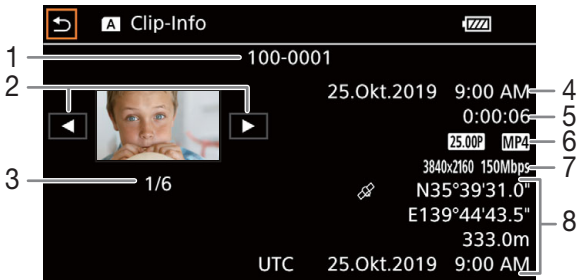 A Clip-Info
1 100-0001
2
25.Okt.2019 9:00 AM 4
0:00:06 5
25.00P MP4 6
3840x2160 150Mbps 7
3 1/6
N35°39'31.0"
E139°44'43.5"
8
333.0m
UTC 25.Okt.2019 9:00 AM